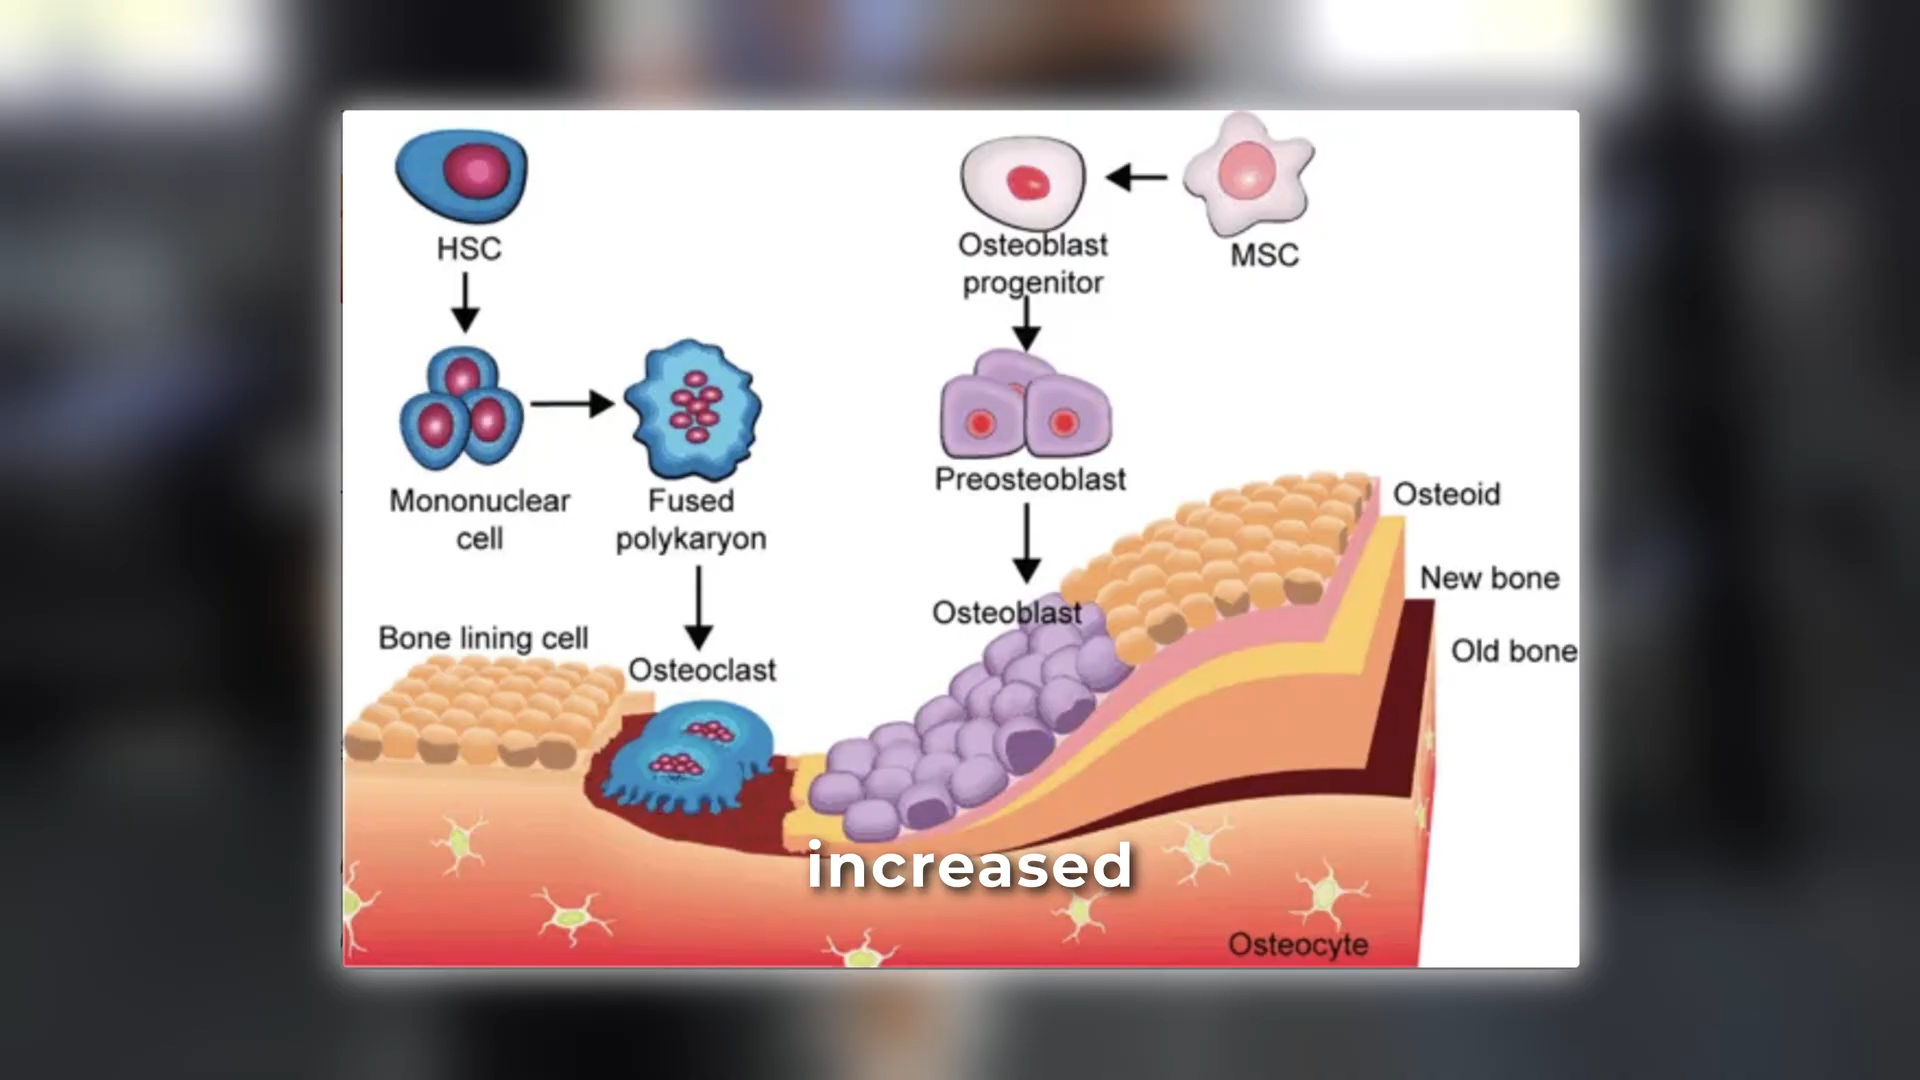 HSC
Osteoblast
progenitor
MSC
Mononuclear
cell
Fused
polykaryon
Preosteoblast
Osteoid
New bone
Osteoblast
Bone lining cell
Old bone
Osteoclast
increased
Osteocyte